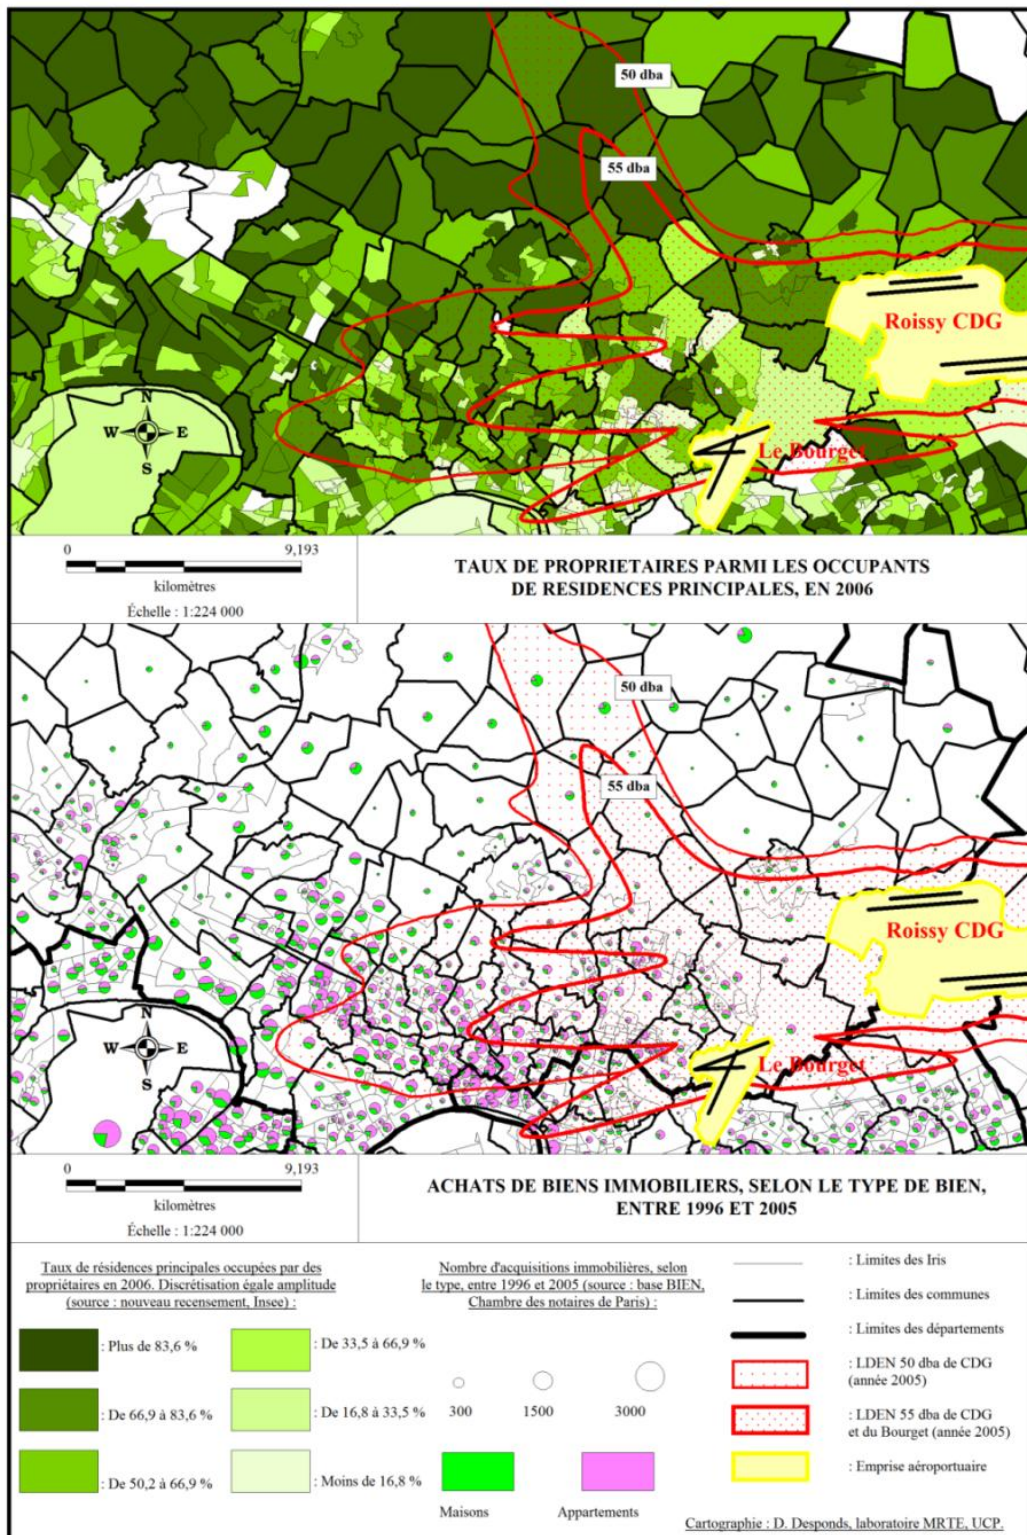 50 dba
55 dba
Roissy CDG
N
W E
S
Le Bourget
0 9,193
kilomètres
Échelle : 1:224 000
TAUX DE PROPRIETAIRES PARMI LES OCCUPANTS
DE RESIDENCES PRINCIPALES, EN 2006
50 dba
55 dba
Roissy CDG
N
W E
S
Le Bourget
0 9,193
kilomètres
Échelle : 1:224 000
ACHATS DE BIENS IMMOBILIERS, SELON LE TYPE DE BIEN,
ENTRE 1996 ET 2005
Taux de résidences principales occupées par des
propriétaires en 2006. Discrétisation égale amplitude
(source : nouveau recensement, Insee) :
: Plus de 83,6 %
: De 33,5 à 66,9 %
: De 66,9 à 83,6 %
: De 16,8 à 33,5 %
: De 50,2 à 66,9 %
: Moins de 16,8 %
Nombre d'acquisitions immobilières, selon
le type, entre 1996 et 2005 (source : base BIEN,
Chambre des notaires de Paris) :
300 1500 3000
Maisons Appartements
: Limites des Iris
: Limites des communes
: Limites des départements
: LDEN 50 dba de CDG
(année 2005)
: LDEN 55 dba de CDG
et du Bourget (année 2005)
: Emprise aéroportuaire
Cartographie : D. Desponds, laboratoire MRTE, UCP.